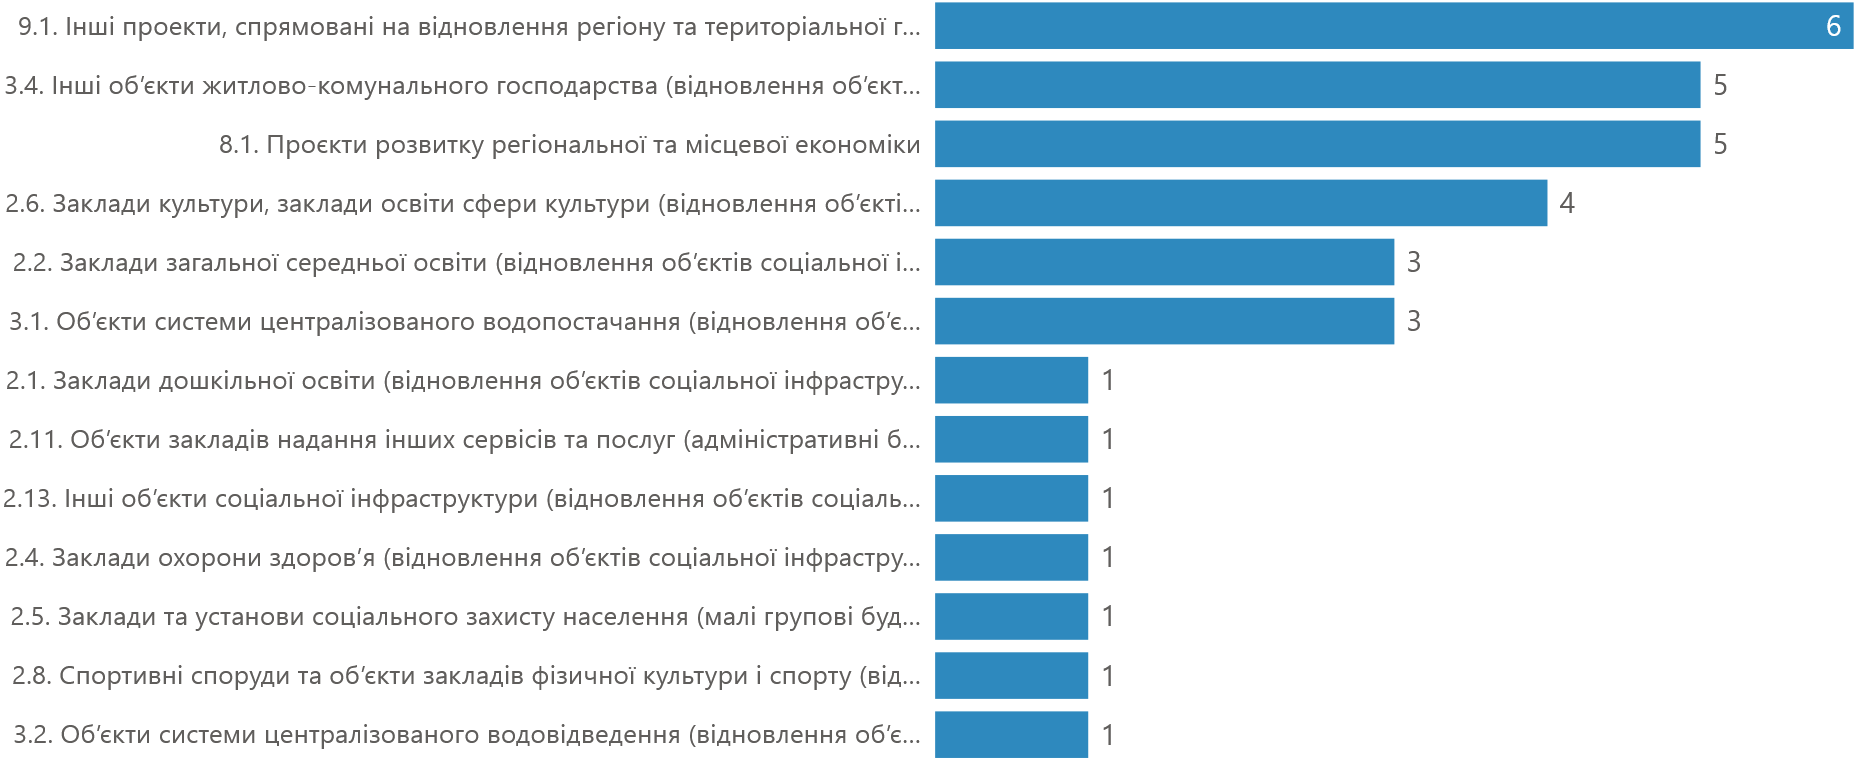 9.1. Інші проекти, спрямовані на відновлення регіону та територіальної г... 6
3.4. Інші об’єкти житлово-комунального господарства (відновлення об’єкт... 5
8.1. Проєкти розвитку регіональної та місцевої економіки 5
2.6. Заклади культури, заклади освіти сфери культури (відновлення об’єкті... 4
2.2. Заклади загальної середньої освіти (відновлення об’єктів соціальної і... 3
3.1. Об’єкти системи централізованого водопостачання (відновлення об’є... 3
2.1. Заклади дошкільної освіти (відновлення об’єктів соціальної інфрастру... 1
2.11. Об’єкти закладів надання інших сервісів та послуг (адміністративні б... 1
2.13. Інші об’єкти соціальної інфраструктури (відновлення об’єктів соціаль... 1
2.4. Заклади охорони здоров’я (відновлення об’єктів соціальної інфрастру... 1
2.5. Заклади та установи соціального захисту населення (малі групові буд... 1
2.8. Спортивні споруди та об’єкти закладів фізичної культури і спорту (від... 1
3.2. Об’єкти системи централізованого водовідведення (відновлення об’є... 1